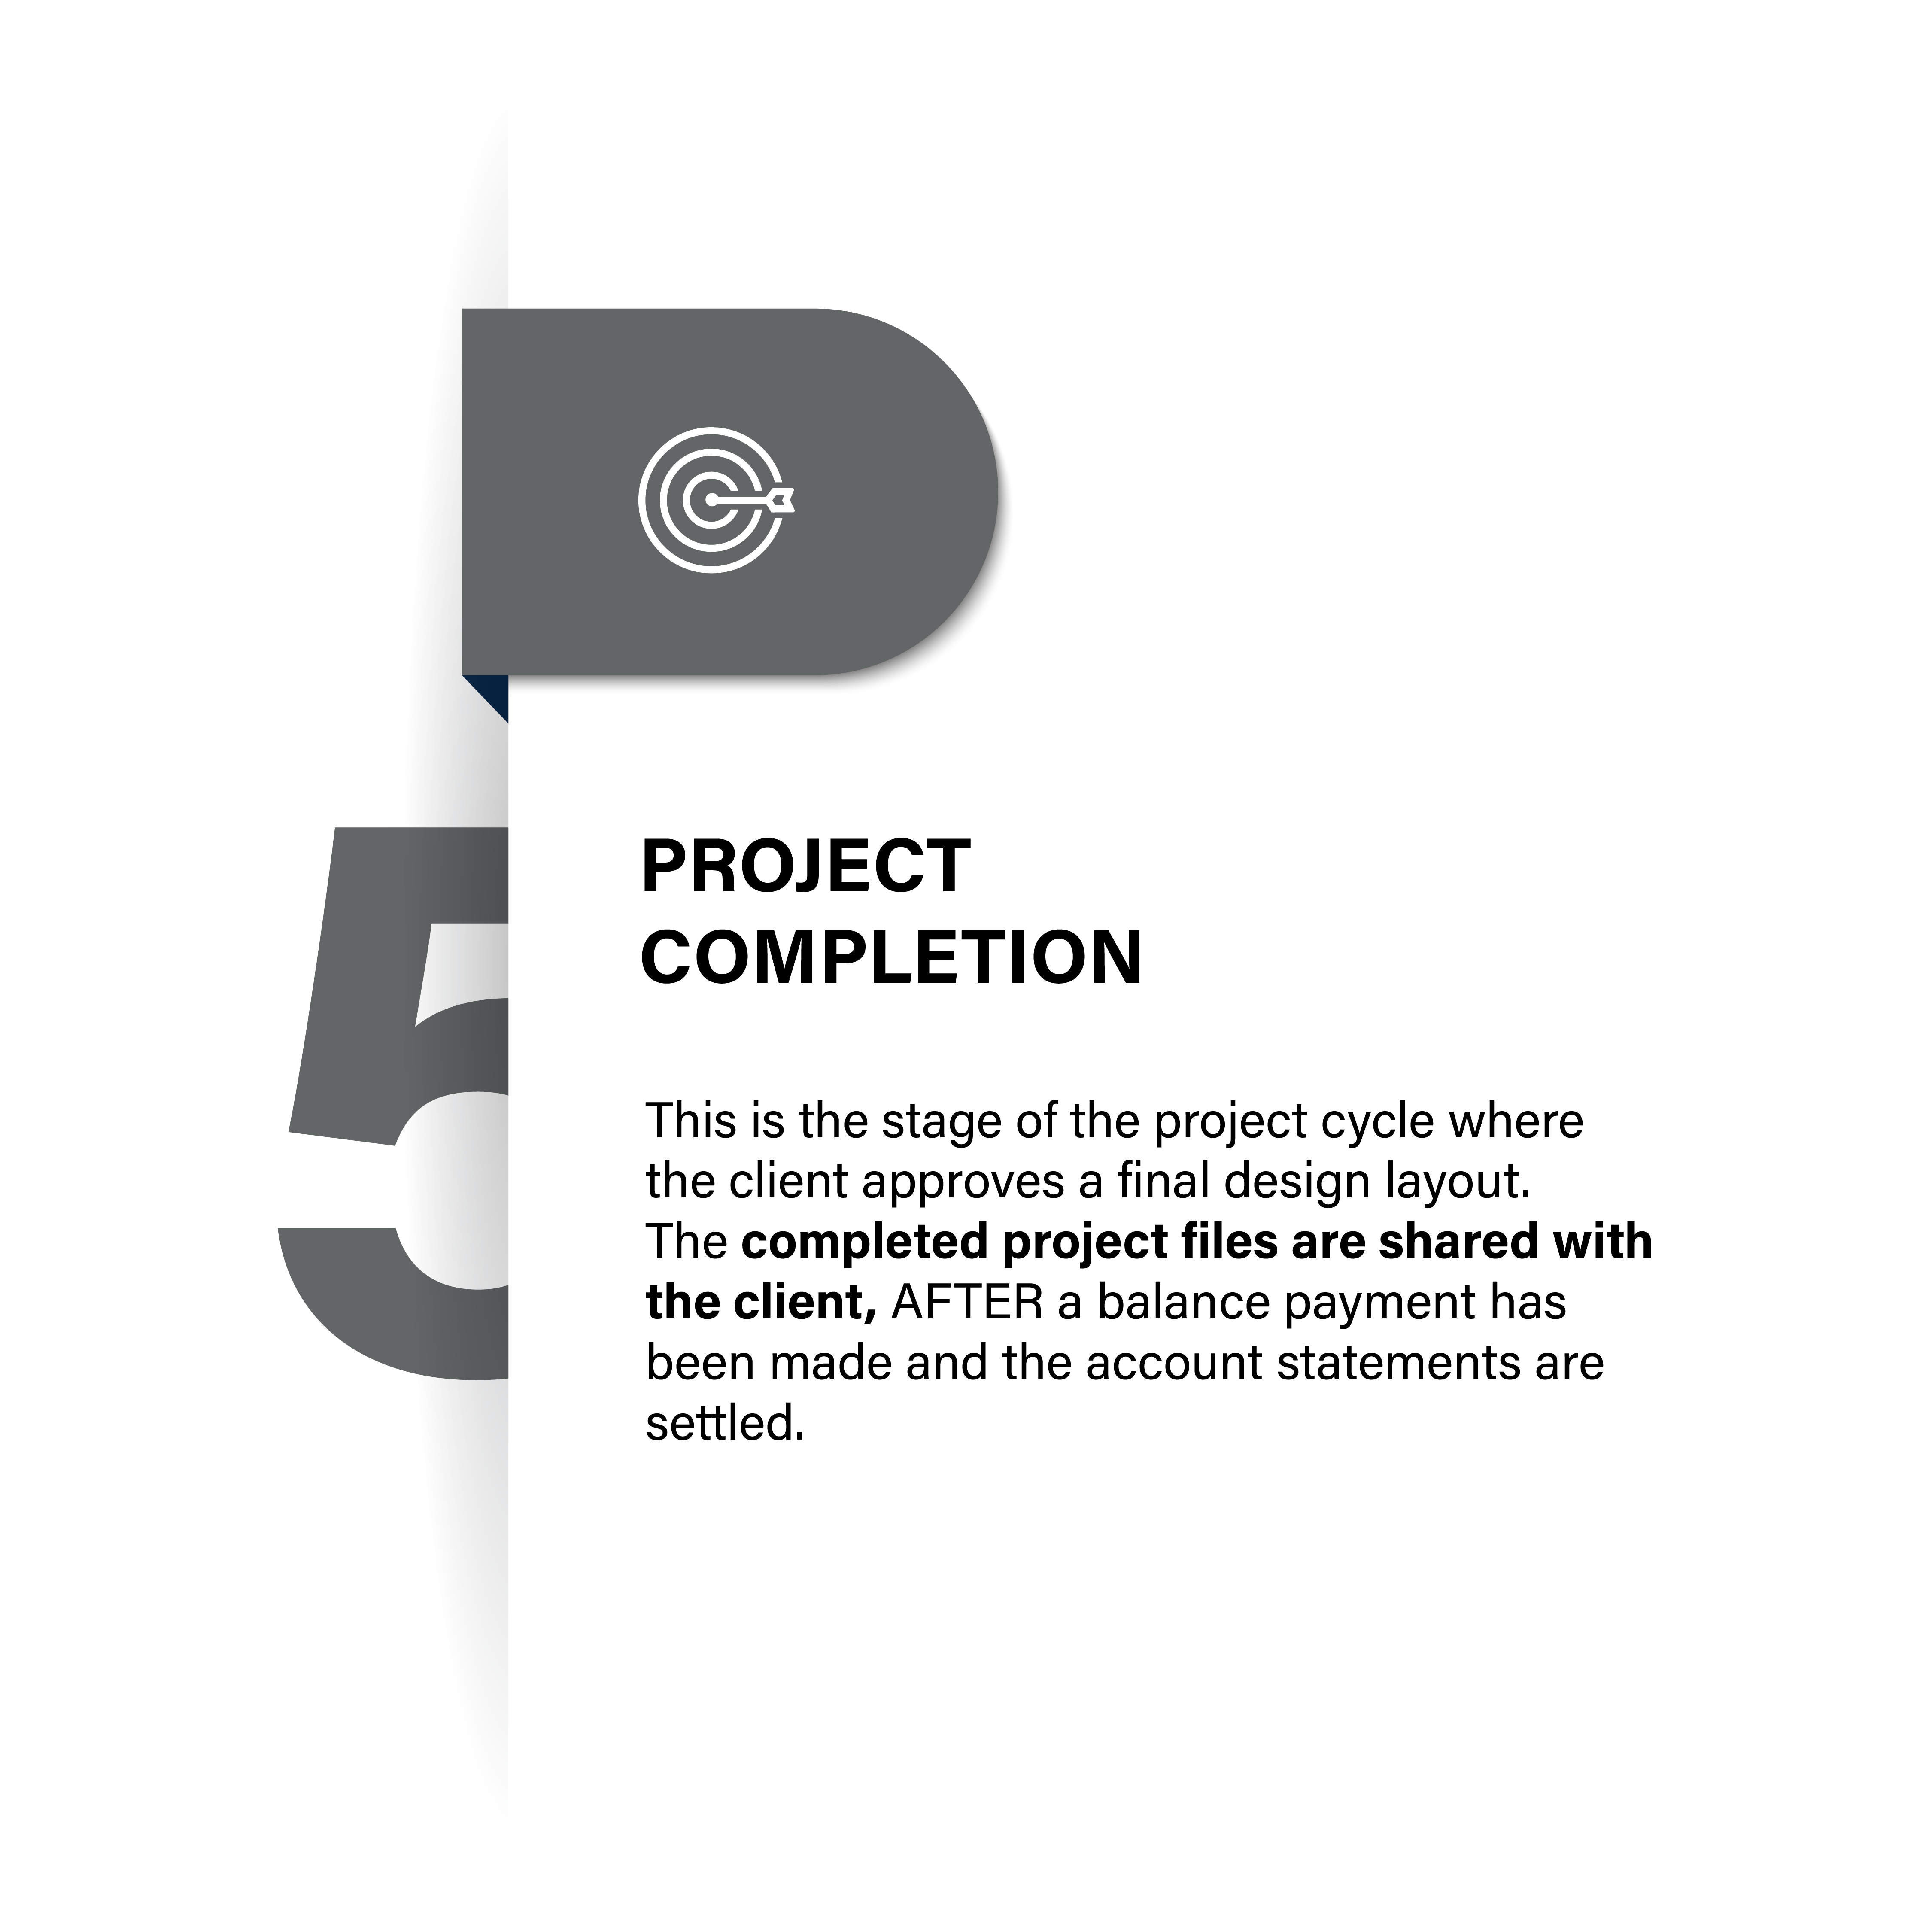 5
PROJECT
COMPLETION
This is the stage of the project cycle where
the client approves a final design layout.
The completed project files are shared with
the client, AFTER a balance payment has
been made and the account statements are
settled.